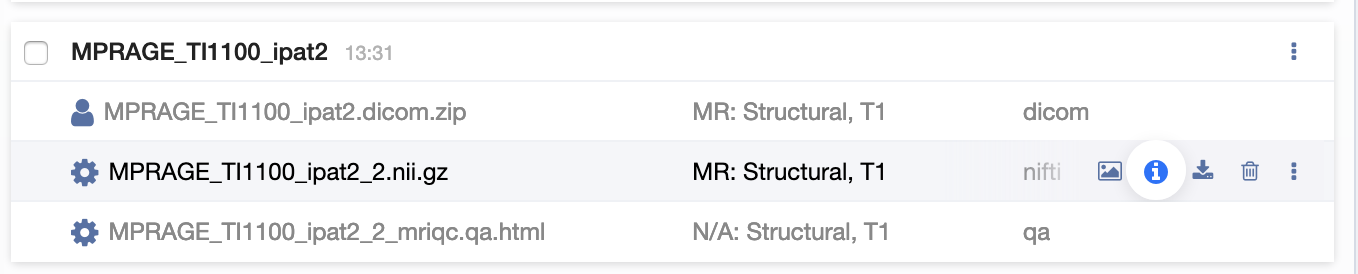 MPRAGE_TI1100_ipat2 13:31
MPRAGE_TI1100_ipat2.dicom.zip MR: Structural, T1 dicom
MPRAGE_TI1100_ipat2_2.nii.gz MR: Structural, T1 nifti
MPRAGE_TI1100_ipat2_2_mriqc.qa.html N/A: Structural, T1 qa